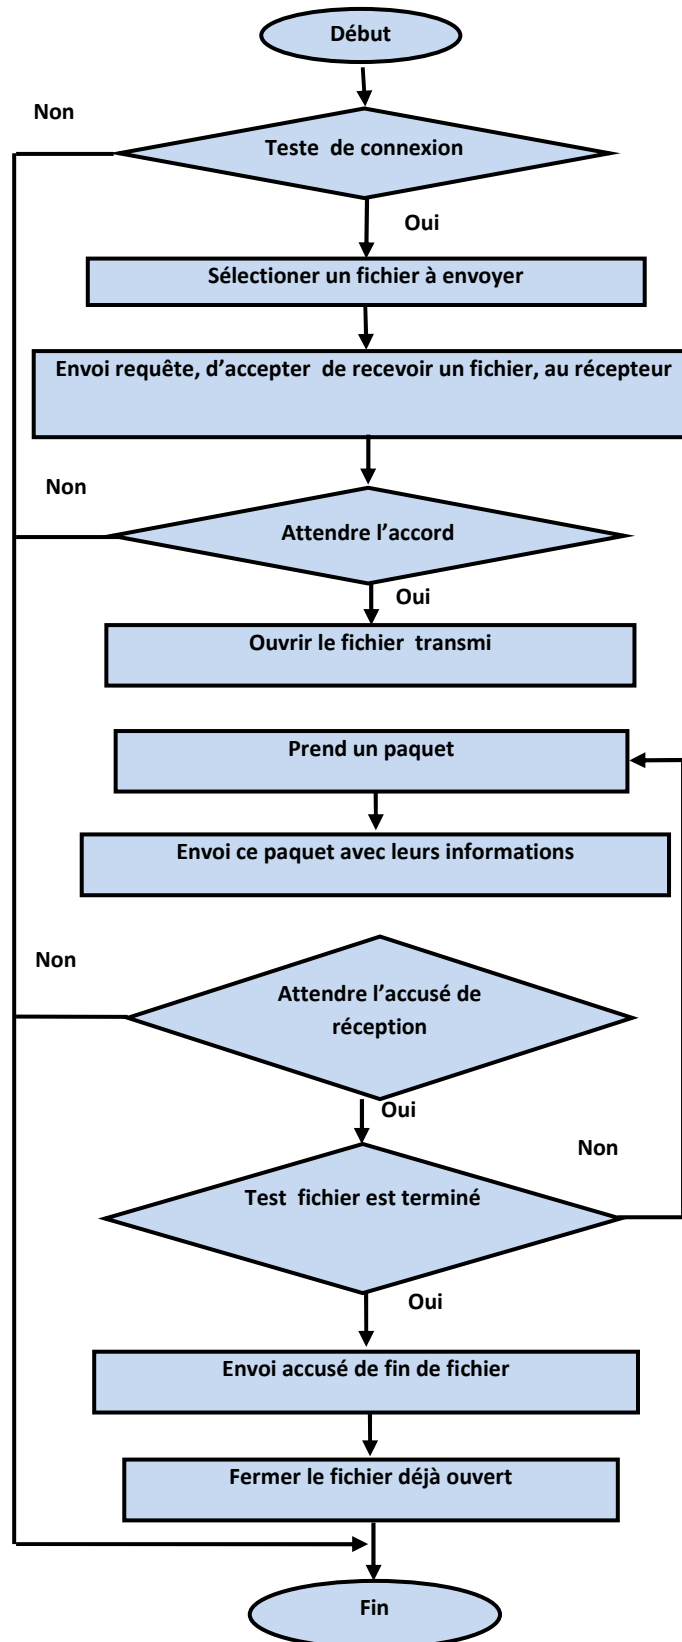 Début
Non
Teste de connexion
Oui
Sélectioner un fichier à envoyer
Envoi requête, d'accepter de recevoir un fichier, au récepteur
Non
Attendre l'accord
Oui
Ouvrir le fichier transmi
Prend un paquet
Envoi ce paquet avec leurs informations
Non
Attendre l'accusé de
réception
Oui
Non
Test fichier est terminé
Oui
Envoi accusé de fin de fichier
Fermer le fichier déjà ouvert
Fin